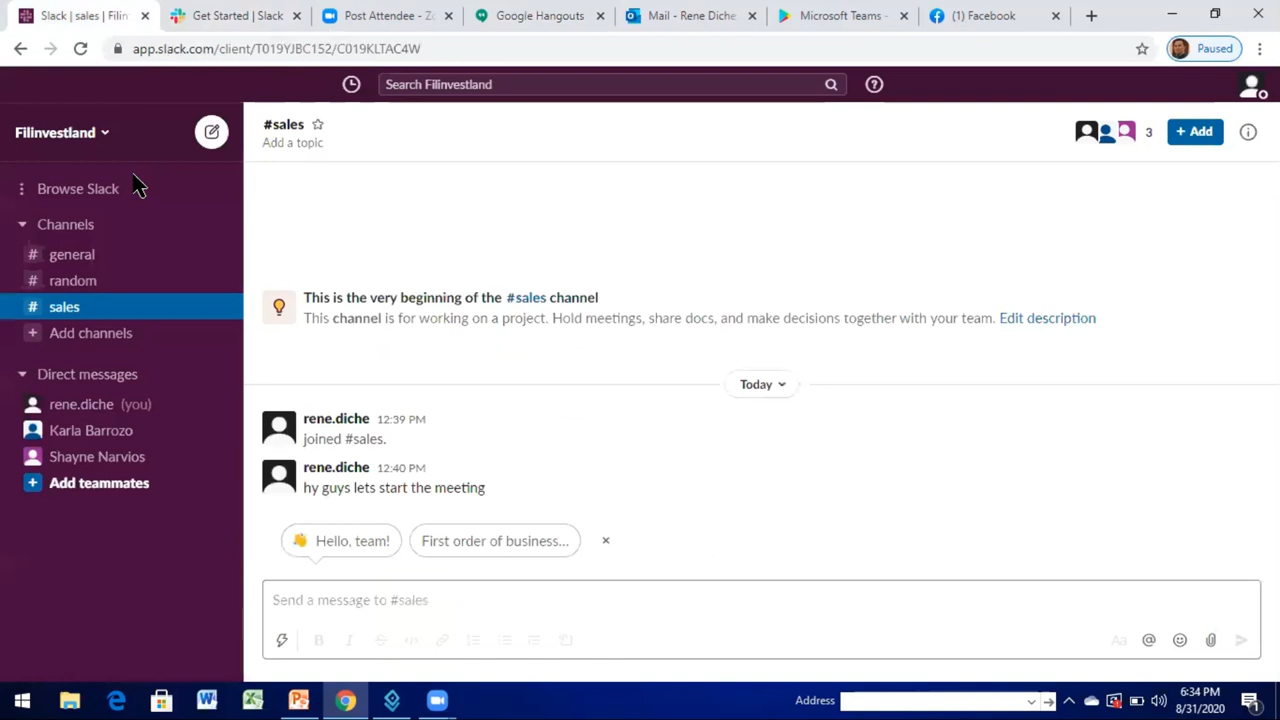 Slack | sales | Filin
Get Started | Slack
Post Attendee - Zo
Google Hangouts
Mail - Rene Diche
Microsoft Teams -
(1) Facebook
app.slack.com/client/T019YJBC152/C019KLTAC4W
Paused
Search Filinvestland
Filinvestland
#sales
Add a topic
3
+ Add
Browse Slack
Channels
# general
# random
# sales
+ Add channels
Direct messages
rene.diche (you)
Karla Barrozo
Shayne Narvios
+ Add teammates
This is the very beginning of the #sales channel
This channel is for working on a project. Hold meetings, share docs, and make decisions together with your team. Edit description
Today
rene.diche 12:39 PM
joined #sales.
rene.diche 12:40 PM
hy guys lets start the meeting
Hello, team!
First order of business...
Send a message to #sales
B I S
Aa @
Address
6:34 PM
8/31/2020
1